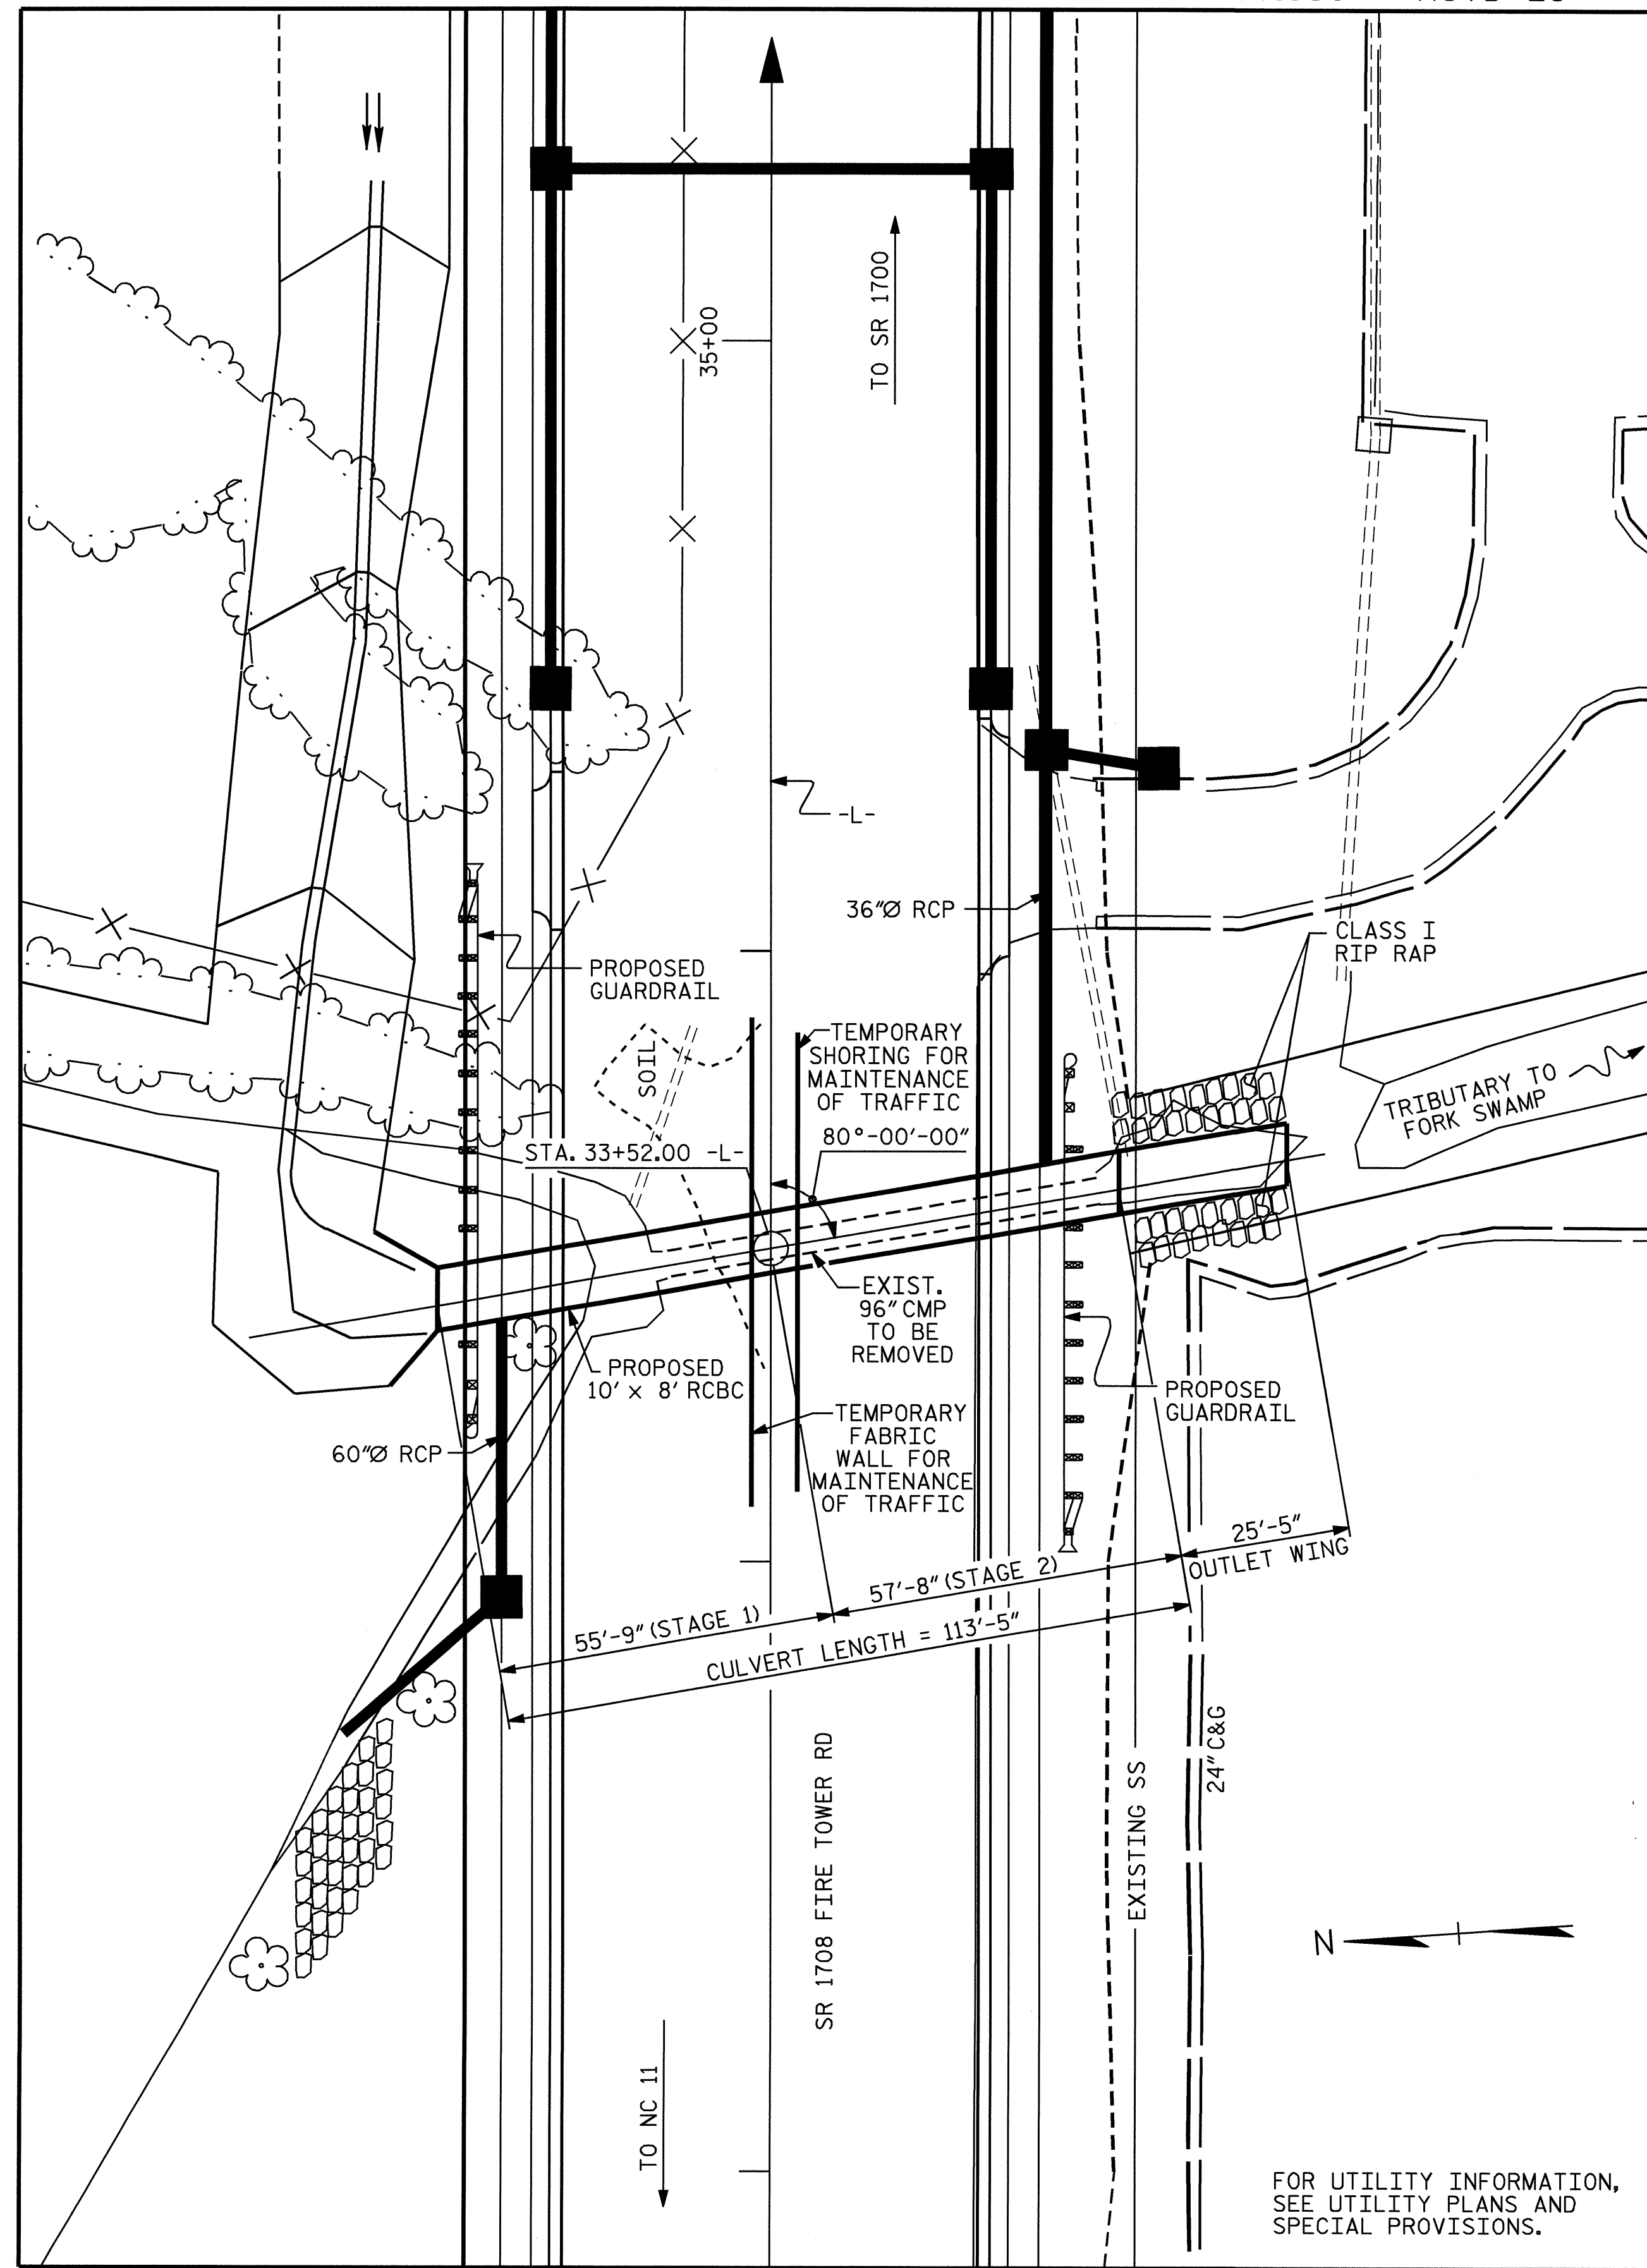 TO SR 1700
35+00
-L-
36"Ø RCP
CLASS I
RIP RAP
PROPOSED
GUARDRAIL
SOIL
TEMPORARY
SHORING FOR
MAINTENANCE
OF TRAFFIC
80°-00'-00"
STA. 33+52.00 -L-
TRIBUTARY TO
FORK SWAMP
EXIST.
96" CMP
TO BE
REMOVED
PROPOSED
10' x 8' RCBC
PROPOSED
GUARDRAIL
TEMPORARY
FABRIC
WALL FOR
MAINTENANCE
OF TRAFFIC
60"Ø RCP
25'-5"
OUTLET WING
57'-8" (STAGE 2)
55'-9" (STAGE 1)
CULVERT LENGTH = 113'-5"
SR 1708 FIRE TOWER RD
24" C&G
EXISTING SS
N
TO NC 11
FOR UTILITY INFORMATION,
SEE UTILITY PLANS AND
SPECIAL PROVISIONS.